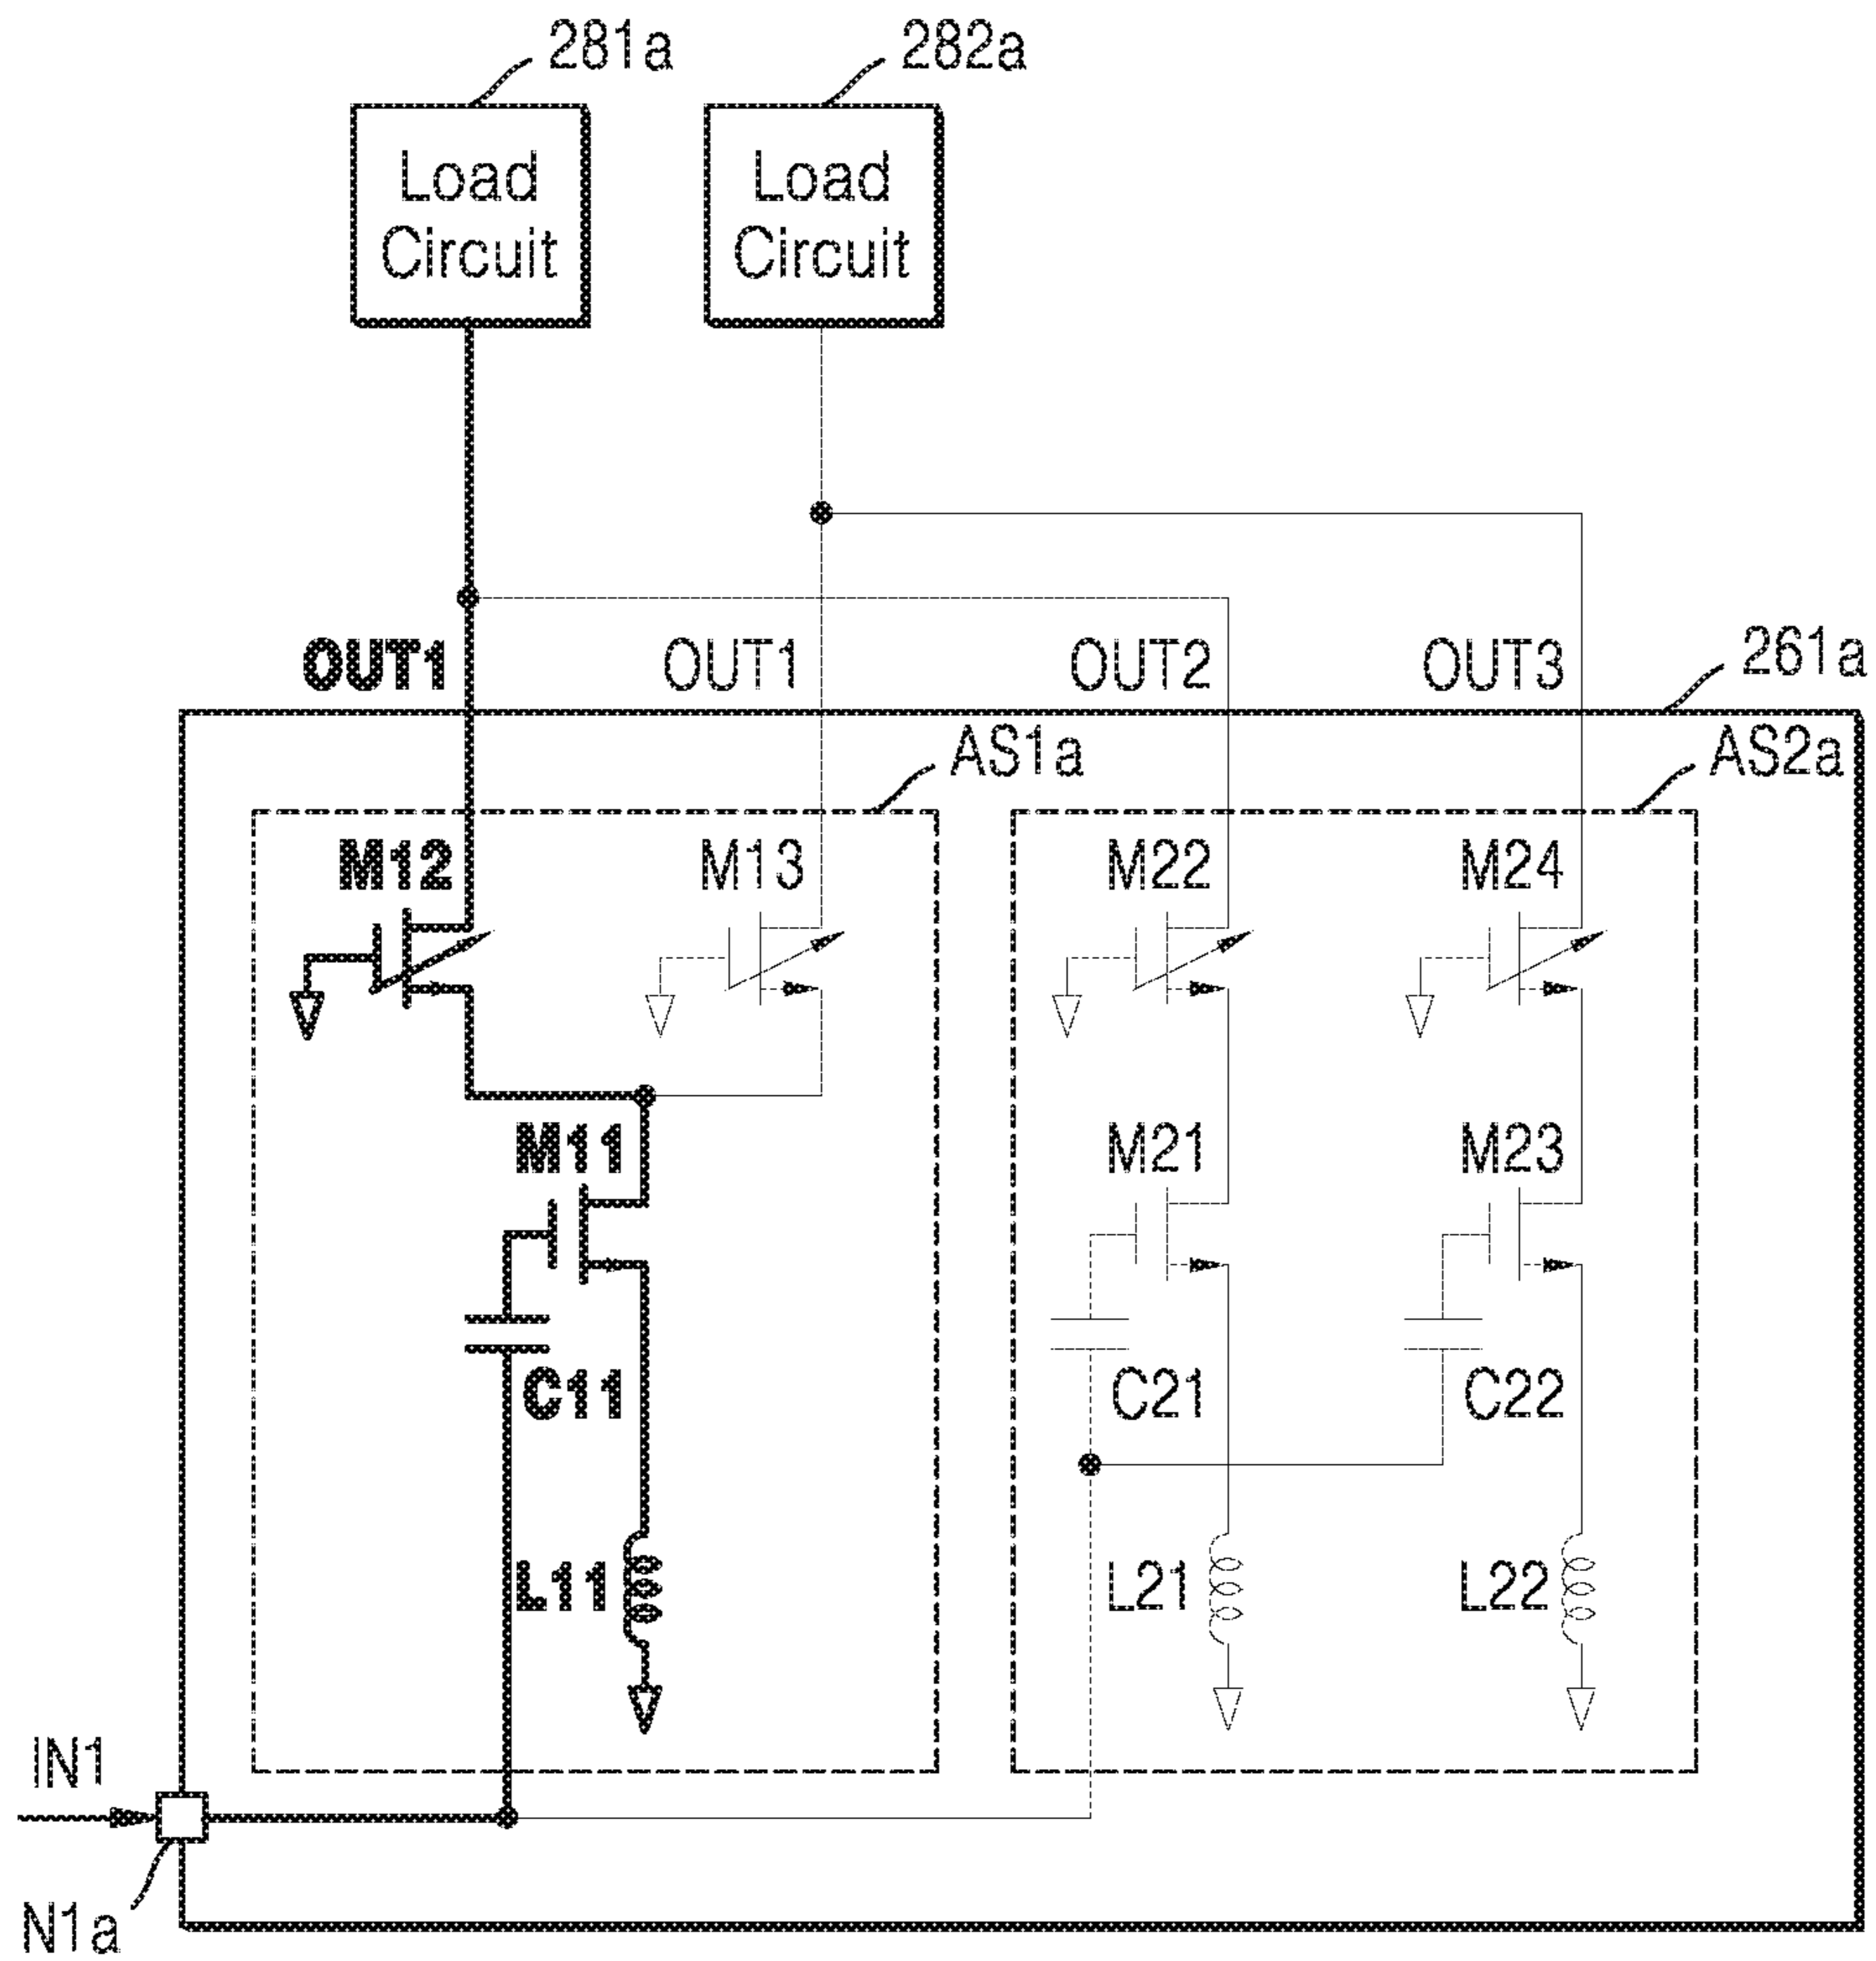 281a
282a
Load
Circuit
Load
Circuit
OUT1
OUT1
OUT2
OUT3
261a
AS1a
AS2a
M12
M13
M22
M24
M11
M21
M23
C11
C21
C22
L11
L21
L22
IN1
N1a